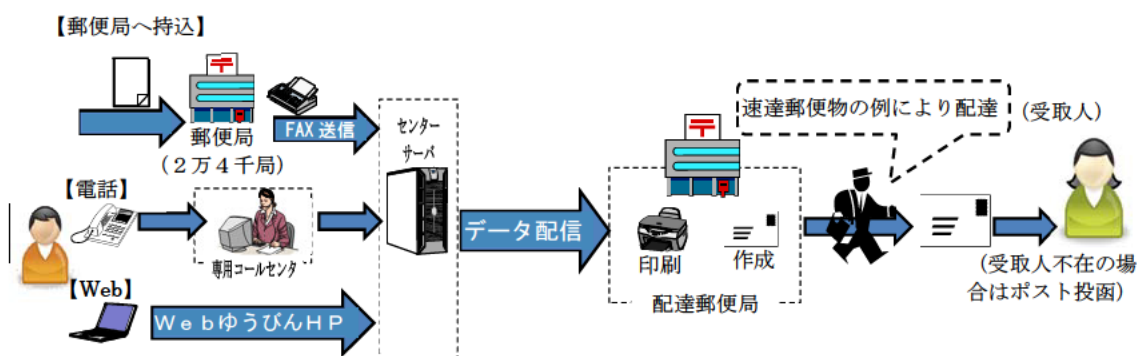 【郵便局へ持込】
郵便局
(2万4千局)
FAX 送信
センター
サーバ
【電話】
専用コールセンタ
【Web】
WebゆうびんHP
データ配信
印刷
作成
配達郵便局
速達郵便物の例により配達
(受取人)
(受取人不在の場
合はポスト投函)